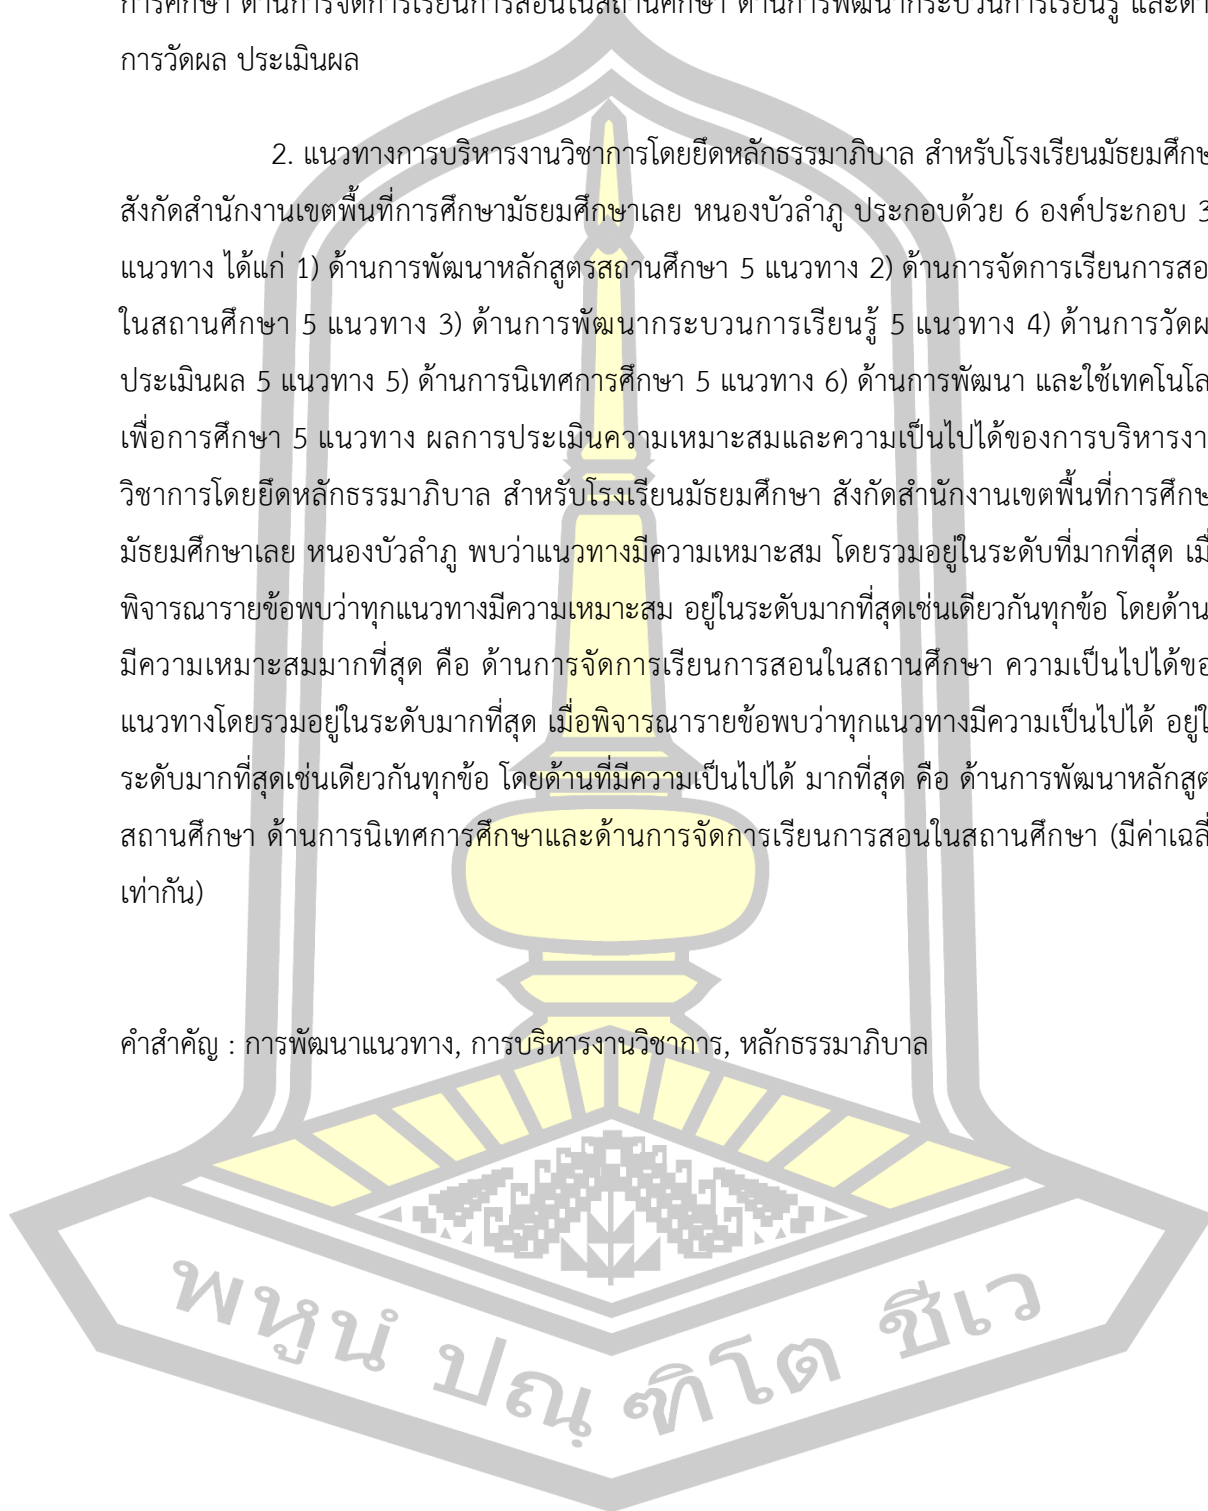 การศึกษา ด้านการจัดการเรียนการสอนในสถานศึกษา ด้านการพัฒนากระบวนการเรียนรู้ และด้า
การวัดผล ประเมินผล
2. แนวทางการบริหารงานวิชาการโดยยึดหลักธรรมาภิบาล สำหรับโรงเรียนมัธยมศึกษ
สังกัดสำนักงานเขตพื้นที่การศึกษามัธยมศึกษาเลย หนองบัวลำภู ประกอบด้วย 6 องค์ประกอบ 3
แนวทาง ได้แก่ 1) ด้านการพัฒนาหลักสูตรสถานศึกษา 5 แนวทาง 2) ด้านการจัดการเรียนการสอ
ในสถานศึกษา 5 แนวทาง 3) ด้านการพัฒนากระบวนการเรียนรู้ 5 แนวทาง 4) ด้านการวัดผ
ประเมินผล 5 แนวทาง 5) ด้านการนิเทศการศึกษา 5 แนวทาง 6) ด้านการพัฒนา และใช้เทคโนโล
เพื่อการศึกษา 5 แนวทาง ผลการประเมินความเหมาะสมและความเป็นไปได้ของการบริหารงา
วิชาการโดยยึดหลักธรรมาภิบาล สำหรับโรงเรียนมัธยมศึกษา สังกัดสำนักงานเขตพื้นที่การศึกษ
มัธยมศึกษาเลย หนองบัวลำภู พบว่าแนวทางมีความเหมาะสม โดยรวมอยู่ในระดับที่มากที่สุด เมื่
พิจารณารายข้อพบว่าทุกแนวทางมีความเหมาะสม อยู่ในระดับมากที่สุดเช่นเดียวกันทุกข้อ โดยด้าน
มีความเหมาะสมมากที่สุด คือ ด้านการจัดการเรียนการสอนในสถานศึกษา ความเป็นไปได้ขอ
แนวทางโดยรวมอยู่ในระดับมากที่สุด เมื่อพิจารณารายข้อพบว่าทุกแนวทางมีความเป็นไปได้ อยู่ใ
ระดับมากที่สุดเช่นเดียวกันทุกข้อ โดยด้านที่มีความเป็นไปได้ มากที่สุด คือ ด้านการพัฒนาหลักสูต
สถานศึกษา ด้านการนิเทศการศึกษาและด้านการจัดการเรียนการสอนในสถานศึกษา (มีค่าเฉลี่
เท่ากัน)
คำสำคัญ : การพัฒนาแนวทาง, การบริหารงานวิชาการ, หลักธรรมาภิบาล
พหูนํ ปณฺฑิโต ชีเว